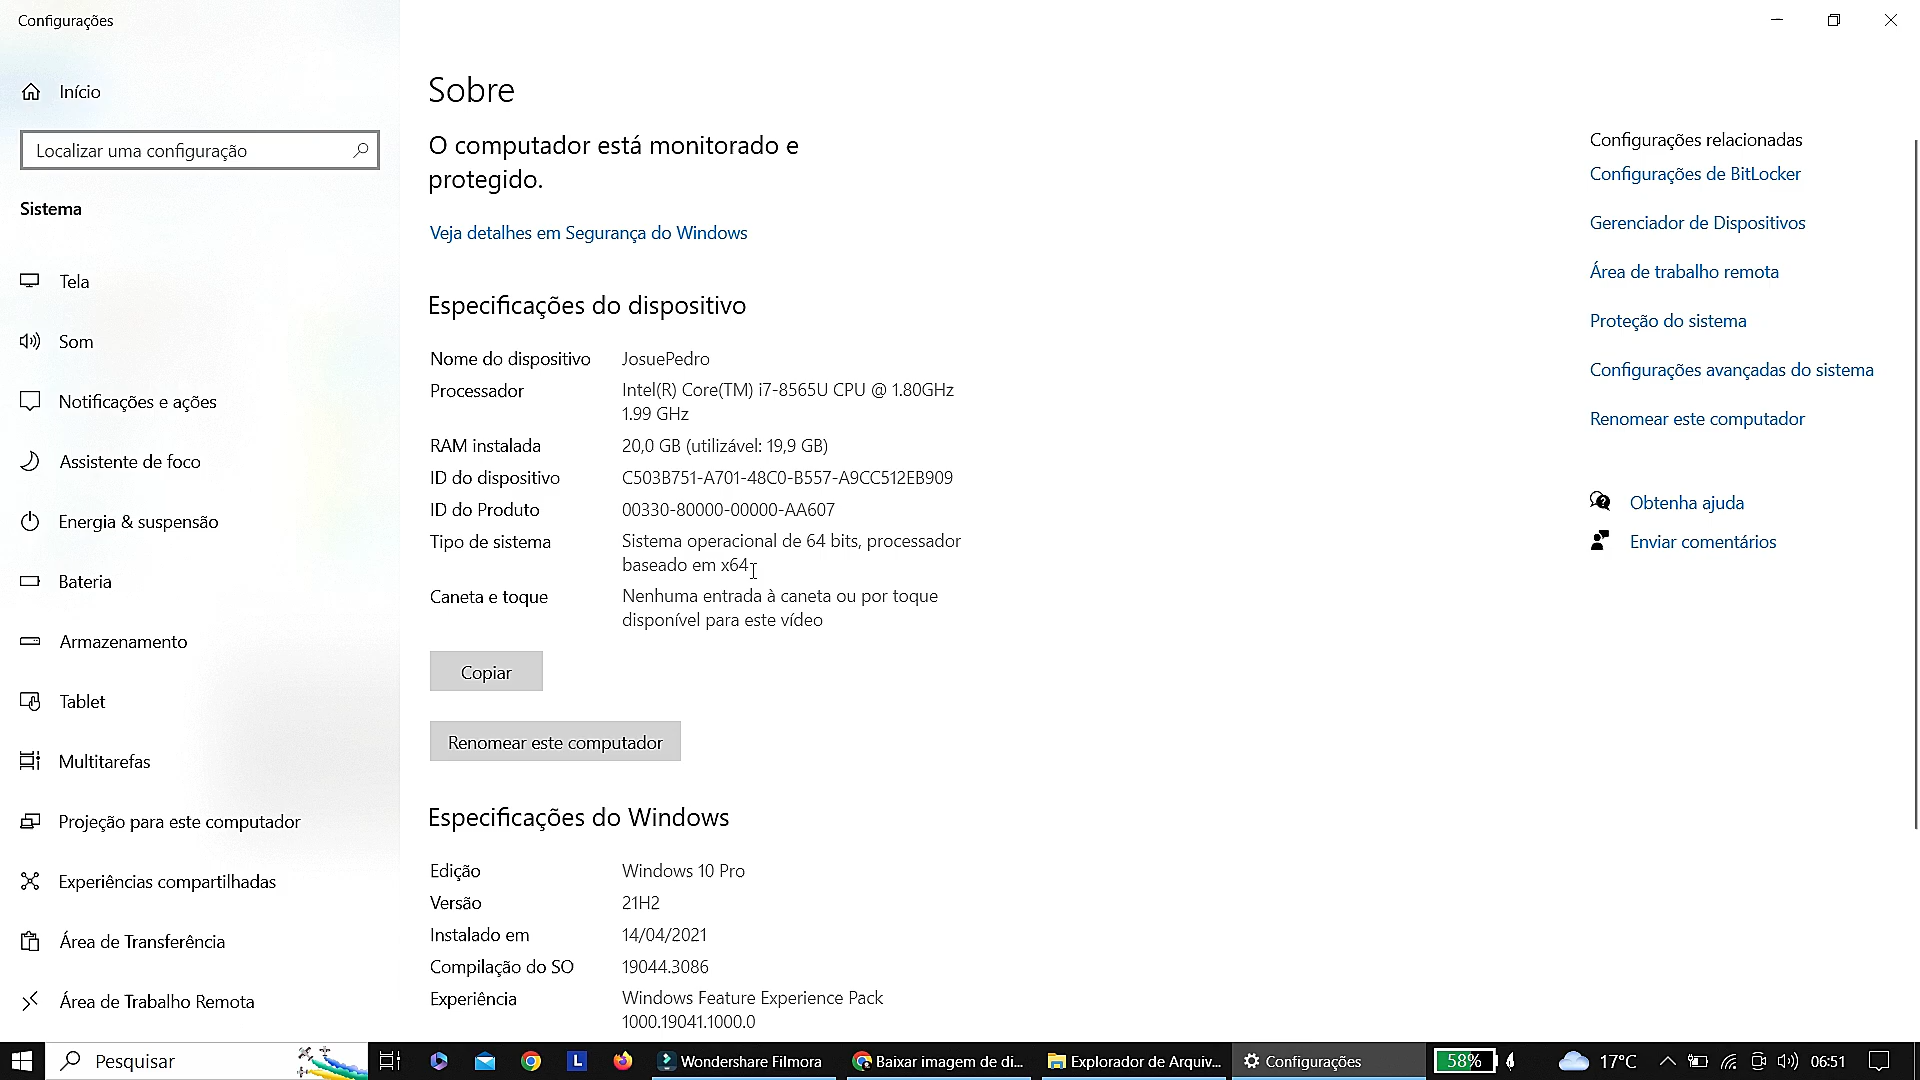 Configurações
Início
Localizar uma configuração
Sistema
Tela
Som
Notificações e ações
Assistente de foco
Energia & suspensão
Bateria
Armazenamento
Tablet
Multitarefas
Projeção para este computador
Experiências compartilhadas
Área de Transferência
Área de Trabalho Remota
Sobre
O computador está monitorado e
protegido.
Veja detalhes em Segurança do Windows
Especificações do dispositivo
Nome do dispositivo JosuePedro
Processador Intel(R) Core(TM) i7-8565U CPU @ 1.80GHz
1.99 GHz
RAM instalada 20,0 GB (utilizável: 19,9 GB)
ID do dispositivo C503B751-A701-48C0-B557-A9CC512EB909
ID do Produto 00330-80000-00000-AA607
Tipo de sistema Sistema operacional de 64 bits, processador
baseado em x64
Caneta e toque Nenhuma entrada à caneta ou por toque
disponível para este vídeo
Copiar
Renomear este computador
Especificações do Windows
Edição Windows 10 Pro
Versão 21H2
Instalado em 14/04/2021
Compilação do SO 19044.3086
Experiência Windows Feature Experience Pack
1000.19041.1000.0
Configurações relacionadas
Configurações de BitLocker
Gerenciador de Dispositivos
Área de trabalho remota
Proteção do sistema
Configurações avançadas do sistema
Renomear este computador
Obtenha ajuda
Enviar comentários
Pesquisar L Wondershare Filmora Baixar imagem de di... Explorador de Arquiv... Configurações 58% 17°C 06:51